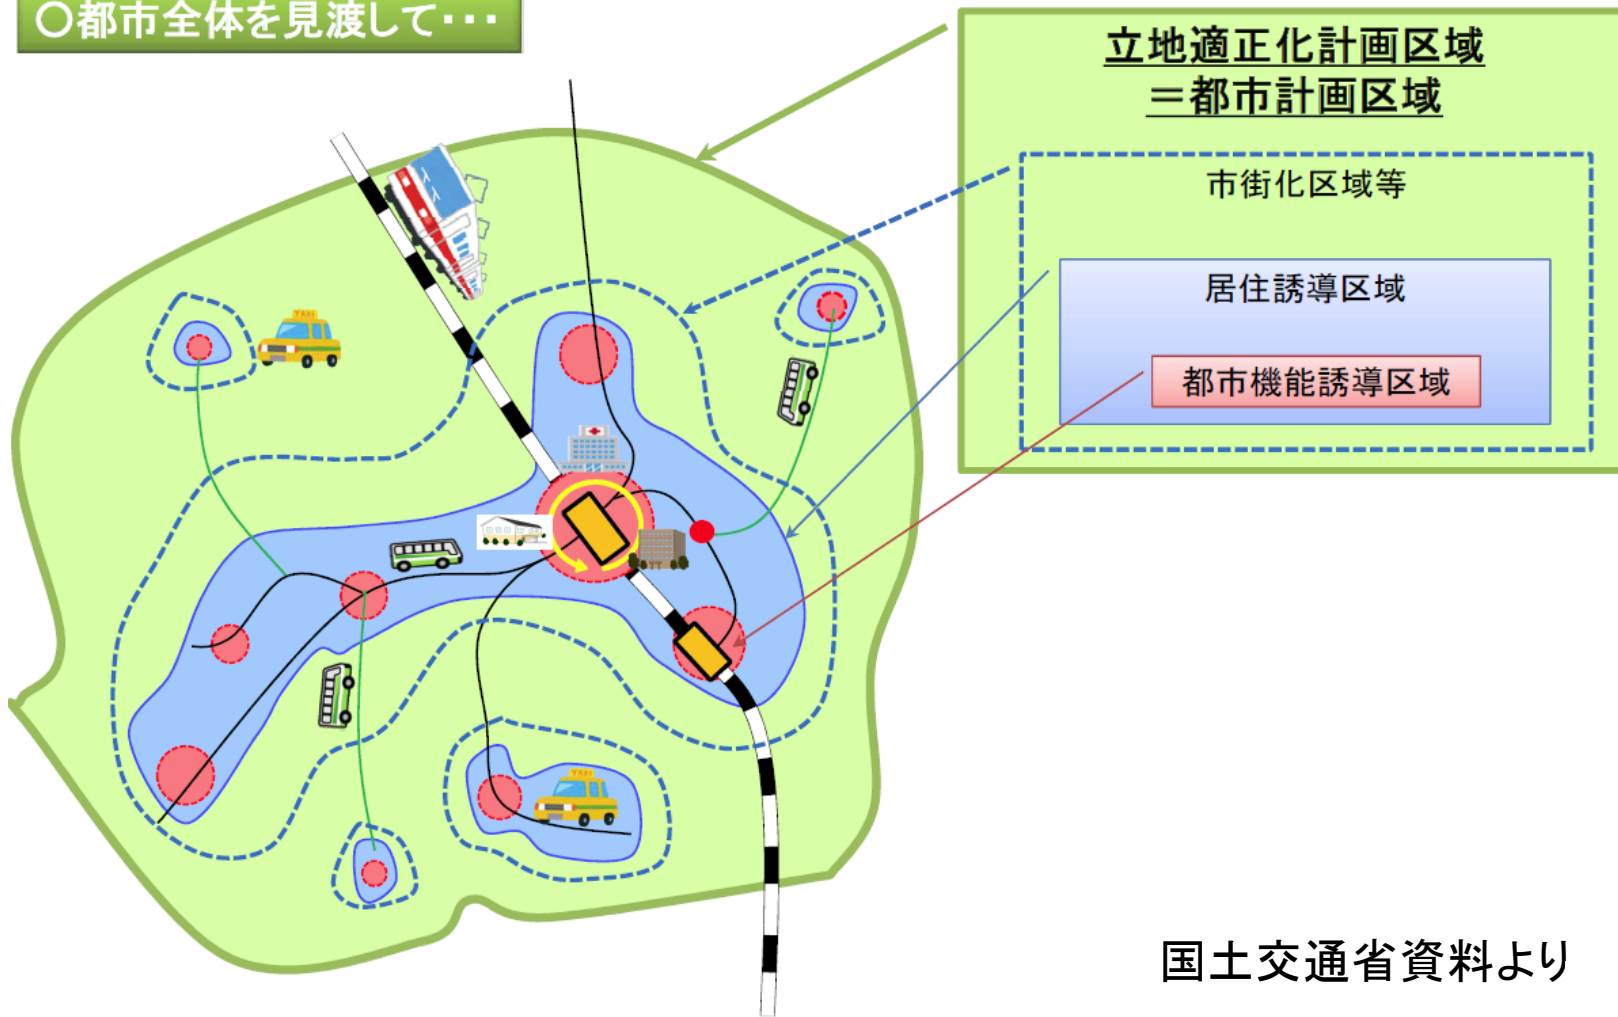 ○都市全体を見渡して・・・
立地適正化計画区域
＝都市計画区域
市街化区域等
居住誘導区域
都市機能誘導区域
TAXI
TAXI
国土交通省資料より